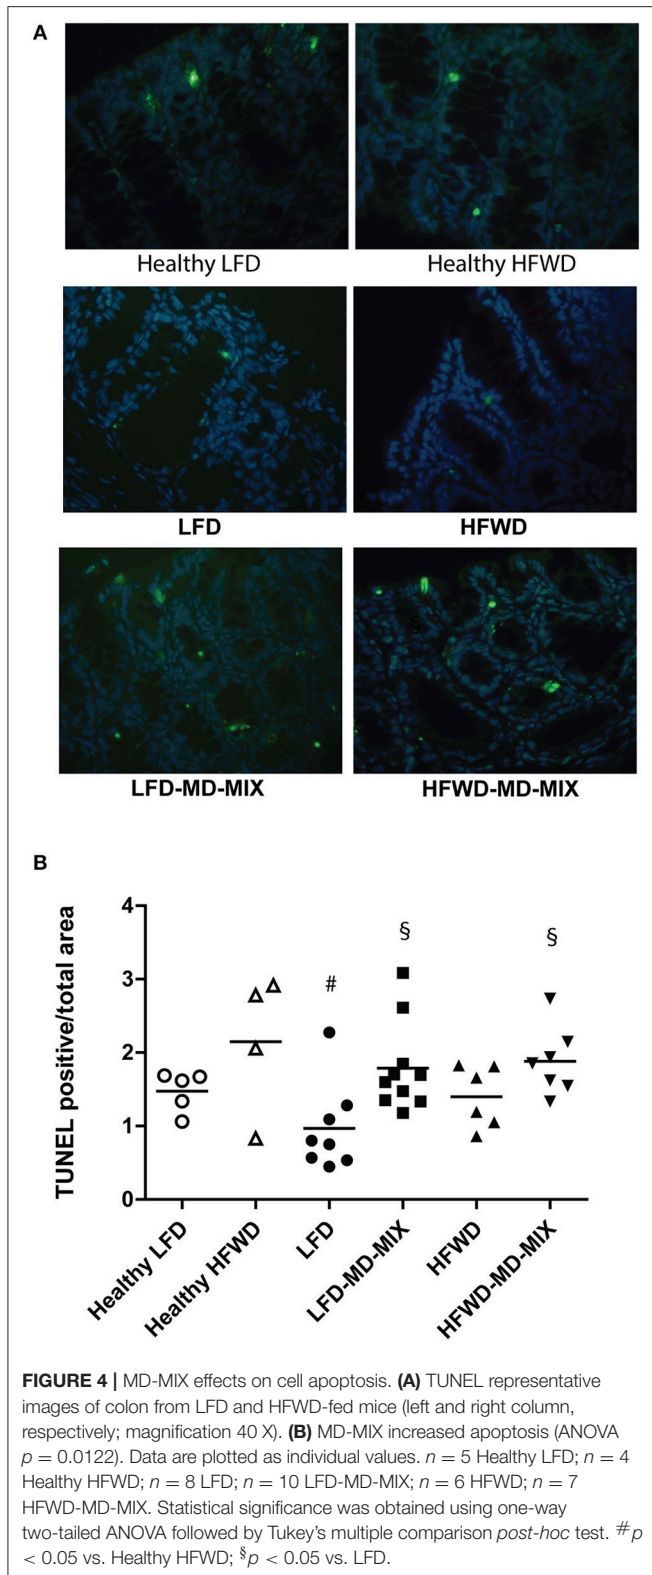 A
Healthy LFD
Healthy HFWD
LFD
HFWD
§
LFD-MD-MIX
HFWD-MD-MIX
B
TUNEL positive/total area
4
3
2
1
0
#
§
§
Healthy LFD
Healthy HFWD
LFD
LFD-MD-MIX
HFWD
HFWD-MD-MIX
FIGURE 4 | MD-MIX effects on cell apoptosis. (A) TUNEL representative
images of colon from LFD and HFWD-fed mice (left and right column,
respectively; magnification 40 X). (B) MD-MIX increased apoptosis (ANOVA
p = 0.0122). Data are plotted as individual values. n = 5 Healthy LFD; n = 4
Healthy HFWD; n = 8 LFD; n = 10 LFD-MD-MIX; n = 6 HFWD; n = 7
HFWD-MD-MIX. Statistical significance was obtained using one-way
two-tailed ANOVA followed by Tukey's multiple comparison post-hoc test. #p
< 0.05 vs. Healthy HFWD; §p < 0.05 vs. LFD.